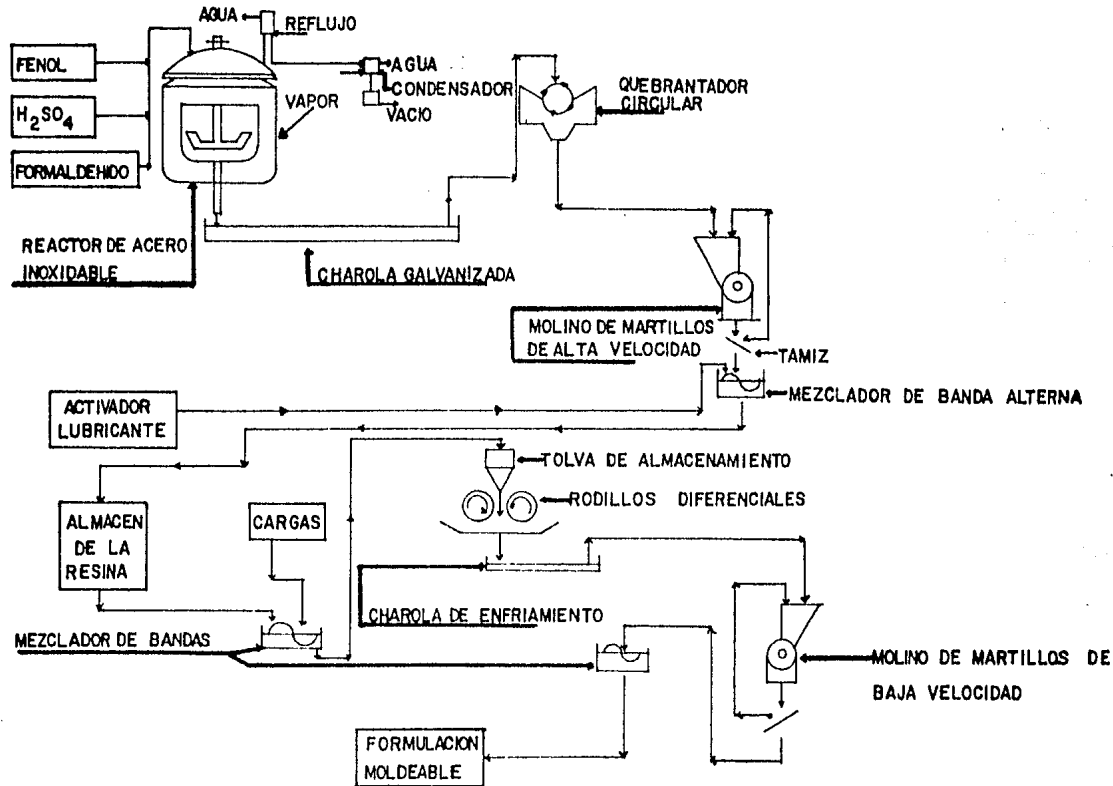 AGUA
REFLUJO
FENOL
AGUA
CONDENSADOR
VACIO
QUEBRANTADOR
CIRCULAR
VAPOR
H₂SO₄
FORMALDEHIDO
REACTOR DE ACERO
INOXIDABLE
CHAROLA GALVANIZADA
MOLINO DE MARTILLOS
DE ALTA VELOCIDAD
TAMIZ
MEZCLADOR DE BANDA ALTERNA
ACTIVADOR
LUBRICANTE
TOLVA DE ALMACENAMIENTO
RODILLOS DIFERENCIALES
ALMACEN
DE LA
RESINA
CARGAS
CHAROLA DE ENFRIAMIENTO
MEZCLADOR DE BANDAS
MOLINO DE MARTILLOS DE
BAJA VELOCIDAD
FORMULACION
MOLDEABLE